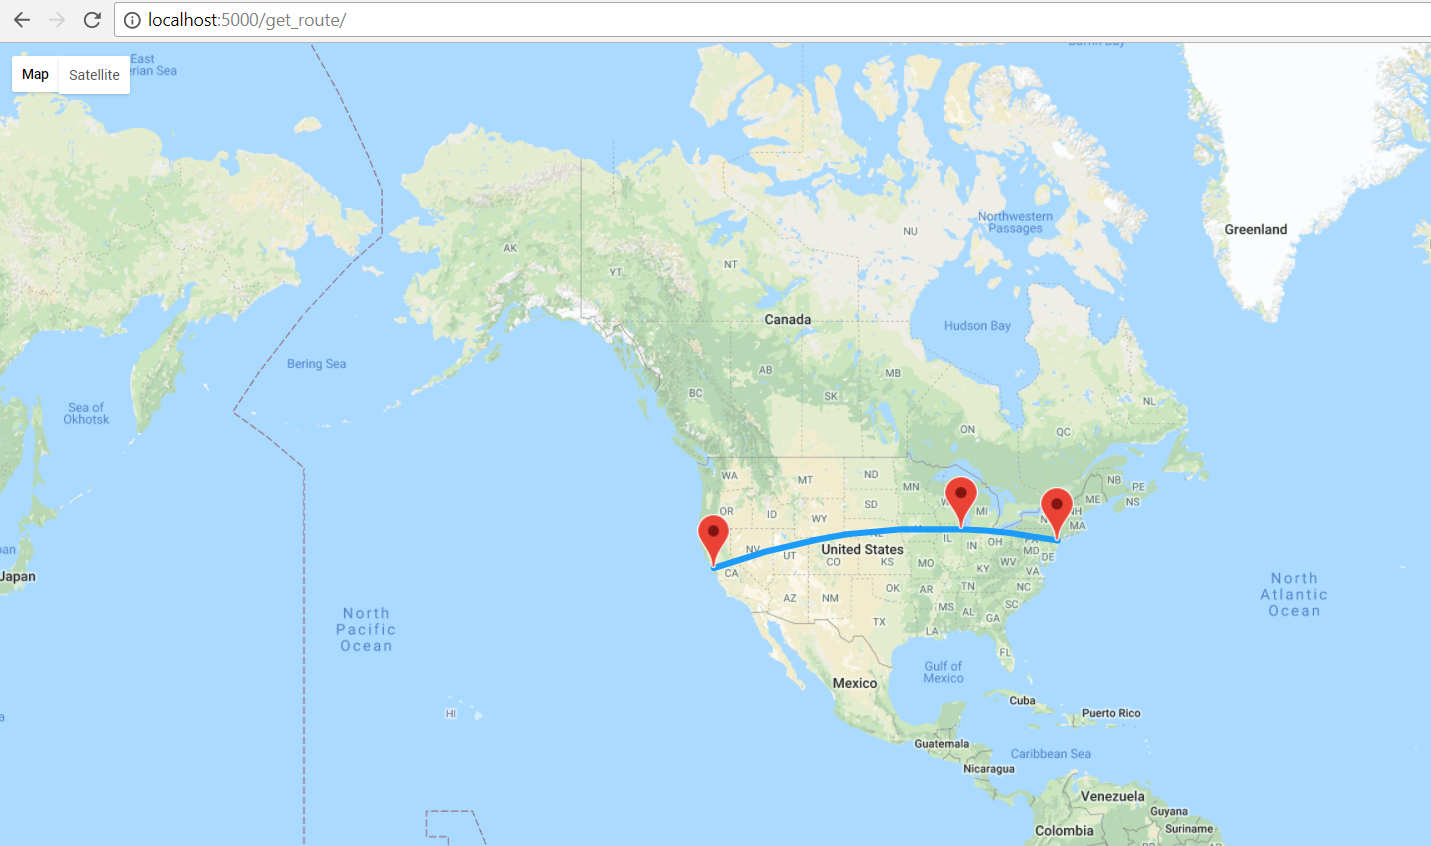 localhost:5000/get_route/
Map
Satellite
East
erian Sea
Baffin Bay
Northwestern
Passages
Greenland
NU
AK
YT
NT
Canada
Hudson Bay
Bering Sea
Sea of
Okhotsk
AB
MB
BC
SK
NL
ON
QC
WA
MT
ND
MN
NB
PE
ME
NS
OR
ID
SD
MI
WY
MA
NV
UT
United States
CO
KS
IL
IN
OH
MD
DE
CA
MO
KY
WV
VA
Japan
North
Pacific
Ocean
AZ
NM
OK
AR
TN
NC
MS
AL
GA
SC
TX
LA
FL
North
Atlantic
Ocean
Gulf of
Mexico
Mexico
HI
Cuba
Puerto Rico
Guatemala
Caribbean Sea
Nicaragua
Venezuela
Guyana
Suriname
Colombia